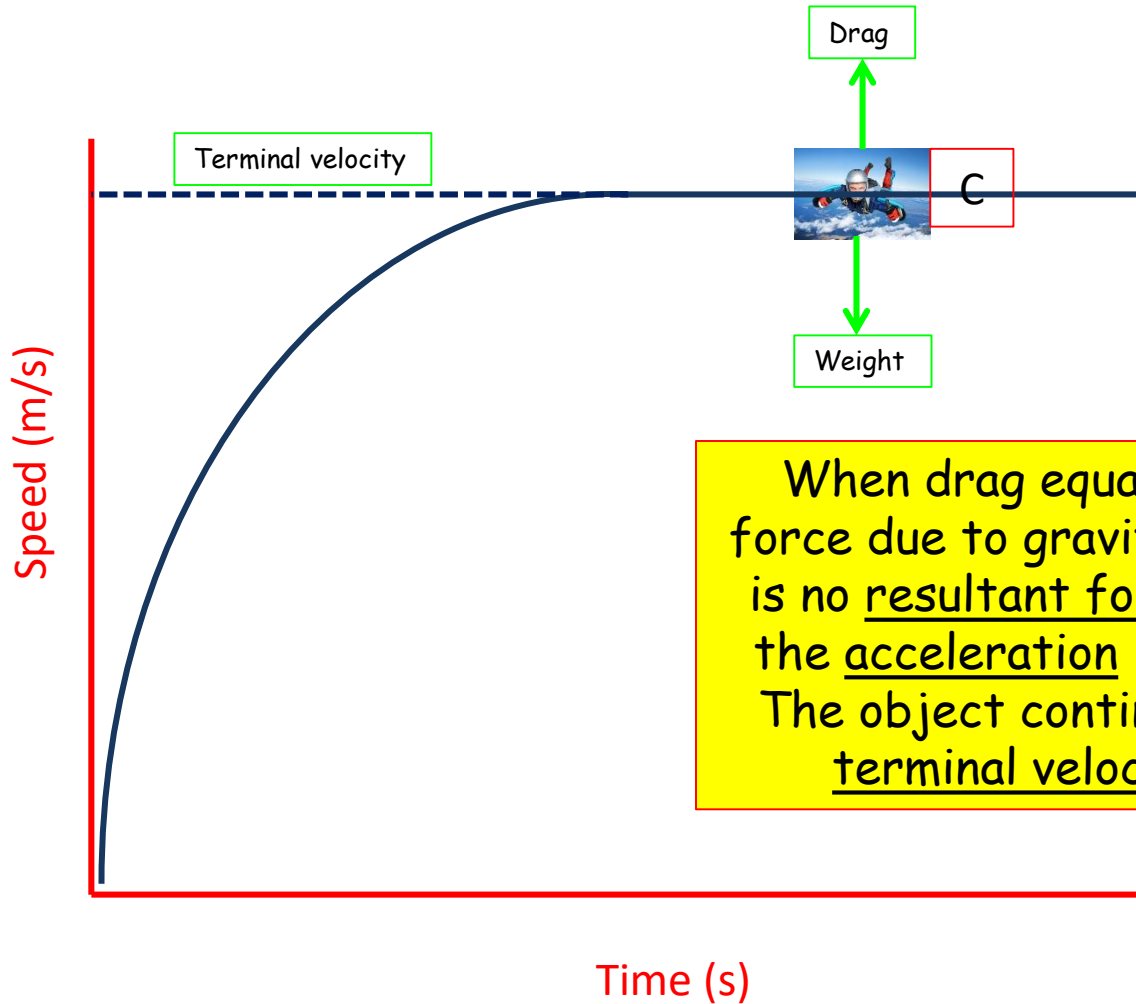 Drag
Terminal velocity
C
Weight
Speed (m/s)
When drag equa
force due to gravit
is no resultant fo
the acceleration
The object conti
terminal veloc
Time (s)